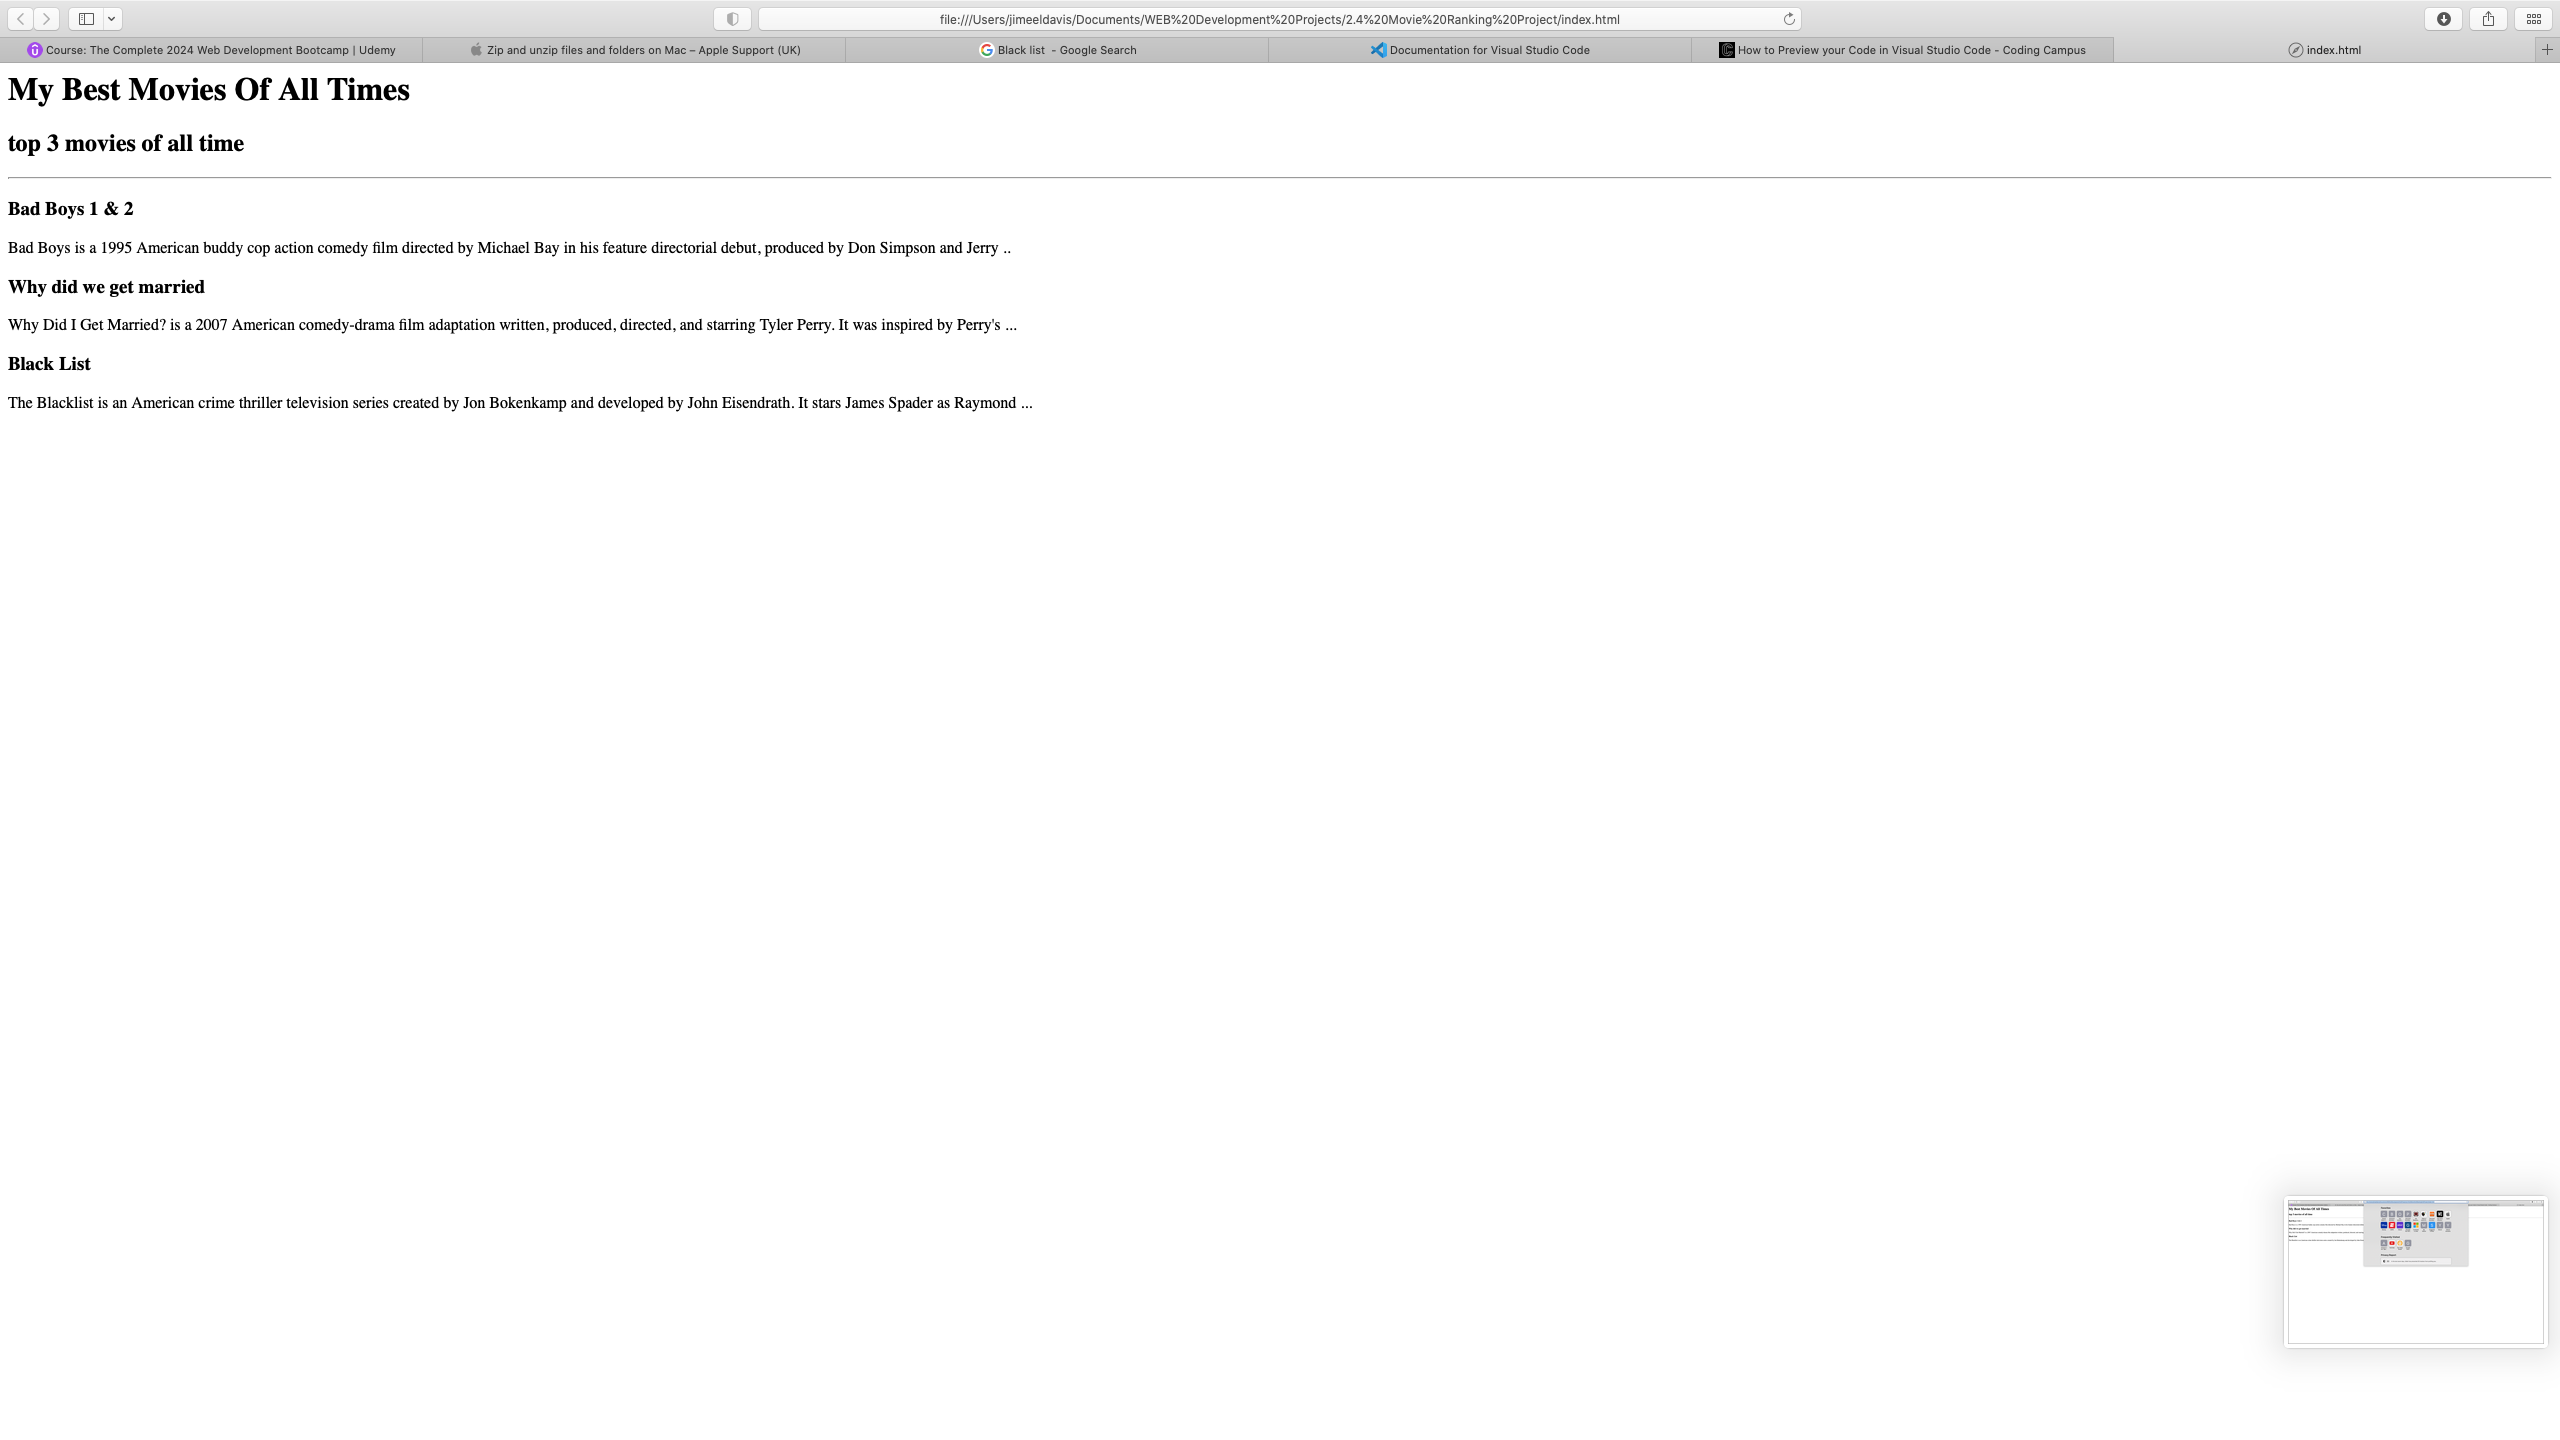 file:///Users/jimeeldavis/Documents/WEB%20Development%20Projects/2.4%20Movie%20Ranking%20Project/index.html
Course: The Complete 2024 Web Development Bootcamp | Udemy
Zip and unzip files and folders on Mac – Apple Support (UK)
Black list  - Google Search
Documentation for Visual Studio Code
How to Preview your Code in Visual Studio Code - Coding Campus
index.html
My Best Movies Of All Times
top 3 movies of all time
Bad Boys 1 & 2
Bad Boys is a 1995 American buddy cop action comedy film directed by Michael Bay in his feature directorial debut, produced by Don Simpson and Jerry ..
Why did we get married
Why Did I Get Married? is a 2007 American comedy-drama film adaptation written, produced, directed, and starring Tyler Perry. It was inspired by Perry's ...
Black List
The Blacklist is an American crime thriller television series created by Jon Bokenkamp and developed by John Eisendrath. It stars James Spader as Raymond ...
My Best Movies Of All Times